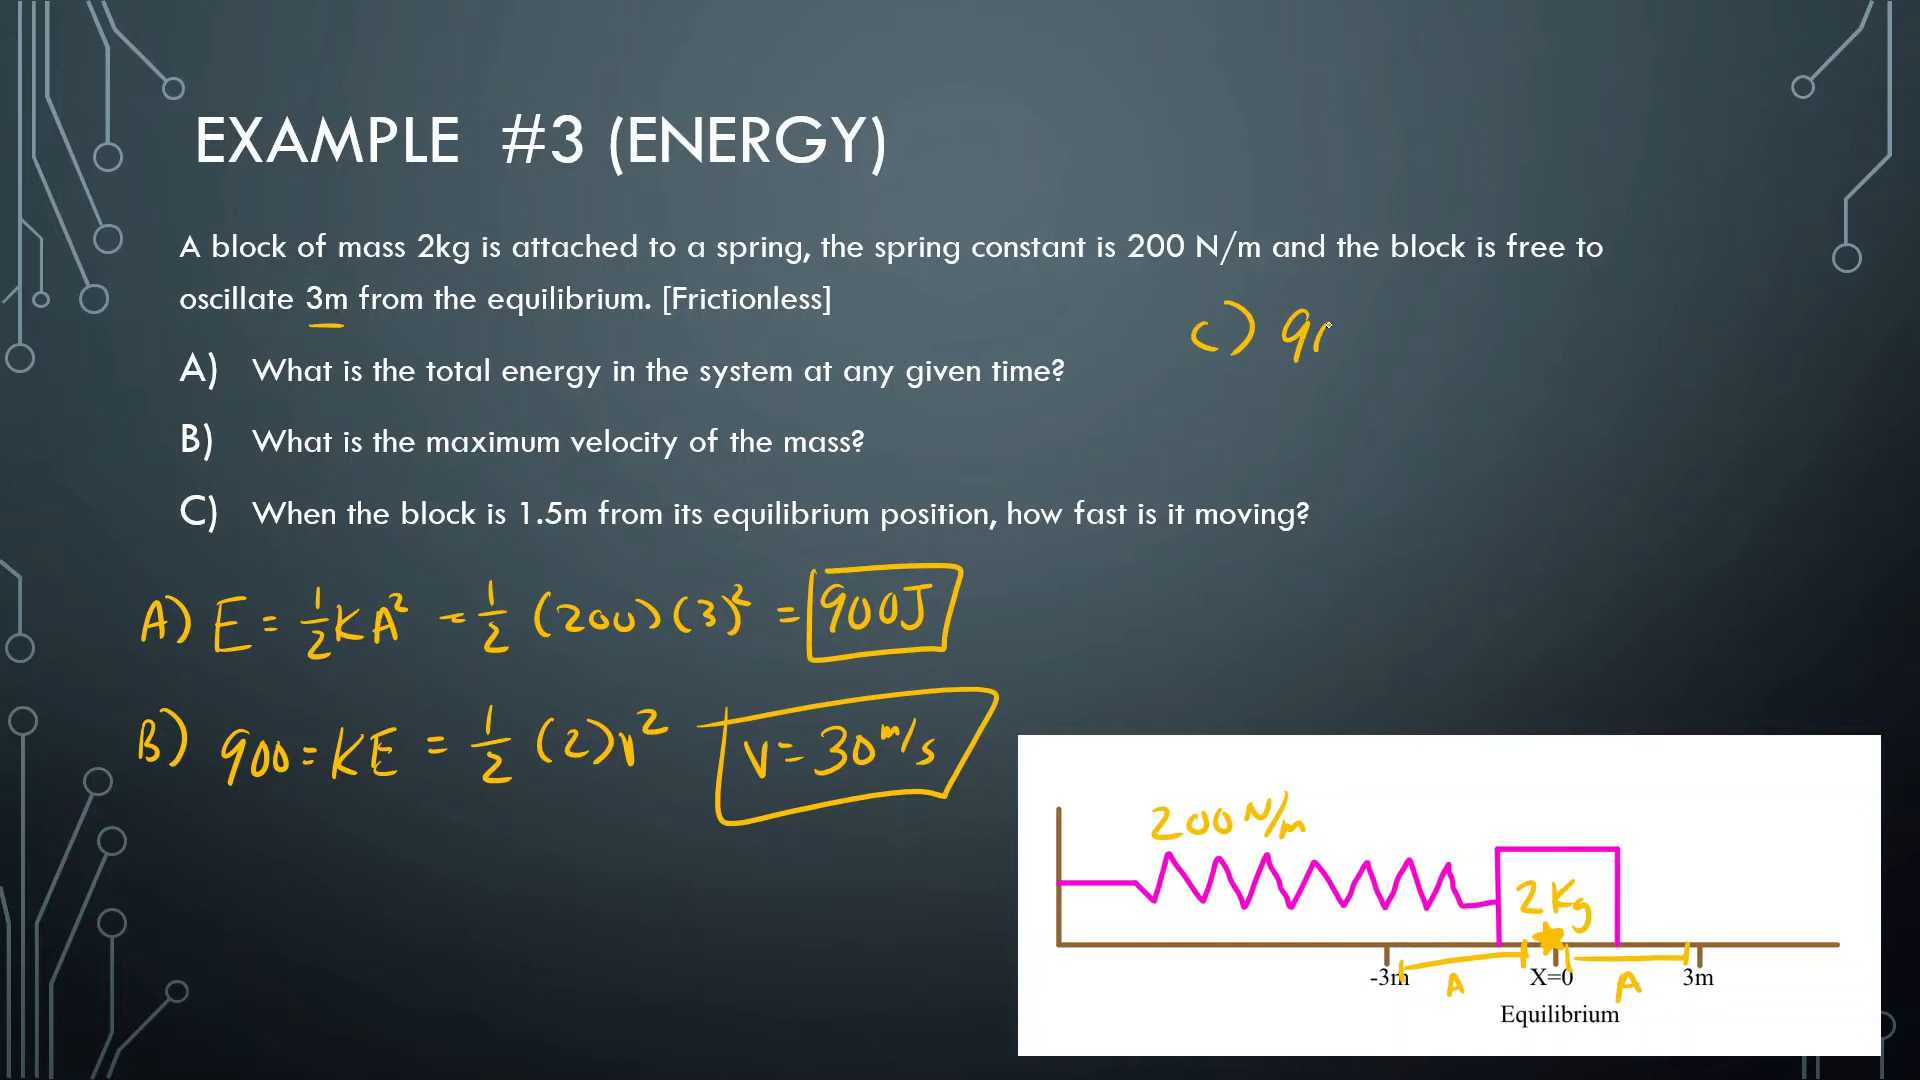 EXAMPLE #3 (ENERGY)
A block of mass 2kg is attached to a spring, the spring constant is 200 N/m and the block is free to
oscillate 3m from the equilibrium. [Frictionless]
C) 9
A) What is the total energy in the system at any given time?
B) What is the maximum velocity of the mass?
C) When the block is 1.5m from its equilibrium position, how fast is it moving?
A) E = ½KA² = ½ (200)(3)² = 900J
B) 900 = KE = ½ (2)v² v = 30 m/s
200 N/m
2Kg
-3m A X=0 A 3m
Equilibrium